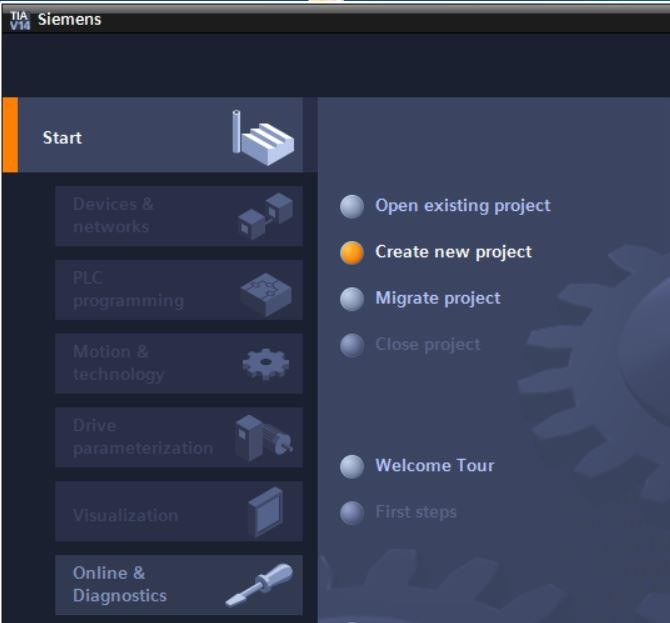 TIA
V14 Siemens
Start
Devices &
networks
PLC
programming
Motion &
technology
Drive
parameterization
Visualization
Online &
Diagnostics
Open existing project
Create new project
Migrate project
Close project
Welcome Tour
First steps